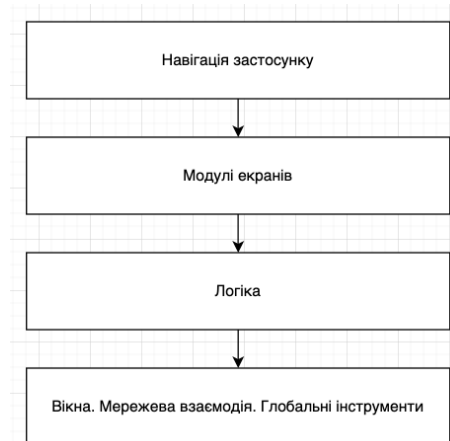 Навігація застосунку
Модулі екранів
Логіка
Вікна. Мережева взаємодія. Глобальні інструменти